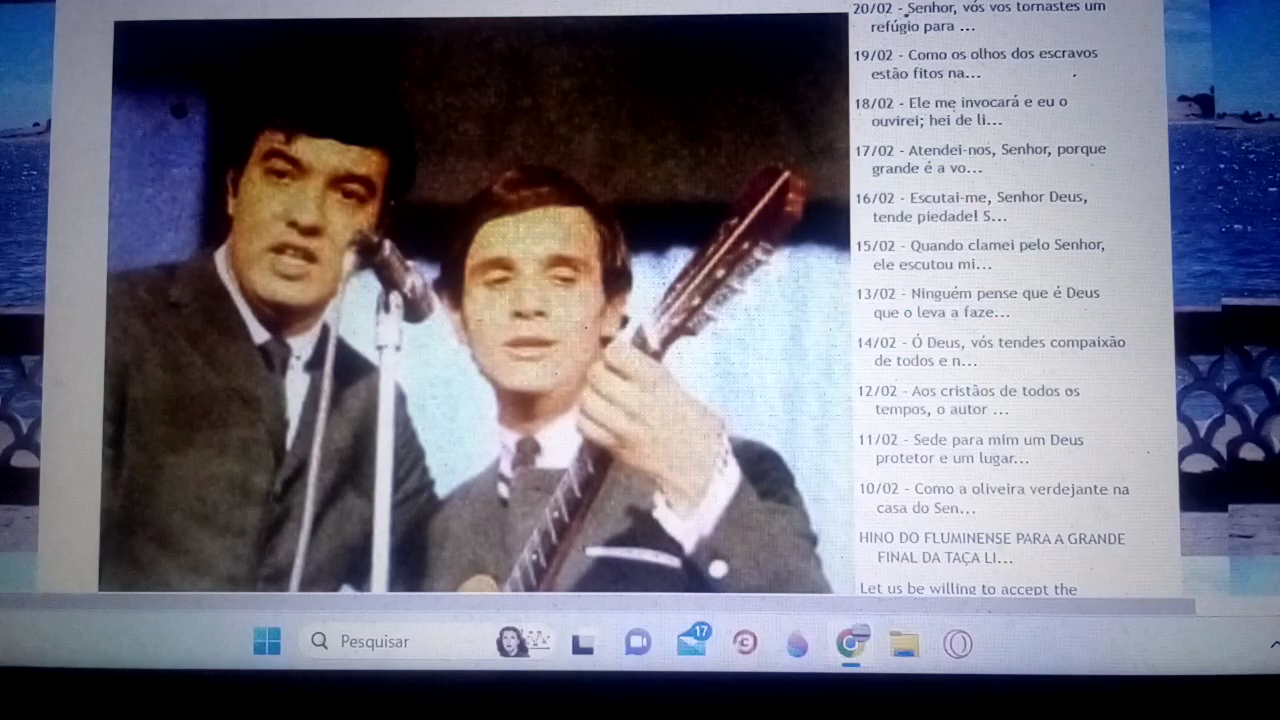 20/02 - Senhor, vós vos tornastes um
refúgio para ...
19/02 - Como os olhos dos escravos
estão fitos na...
18/02 - Ele me invocará e eu o
ouvirei; hei de li...
17/02 - Atendei-nos, Senhor, porque
grande é a vo...
16/02 - Escutai-me, Senhor Deus,
tende piedade! S...
15/02 - Quando clamei pelo Senhor,
ele escutou mi...
13/02 - Ninguém pense que é Deus
que o leva a faze...
14/02 - Ó Deus, vós tendes compaixão
de todos e n...
12/02 - Aos cristãos de todos os
tempos, o autor ...
11/02 - Sede para mim um Deus
protetor e um lugar...
10/02 - Como a oliveira verdejante na
casa do Sen...
HINO DO FLUMINENSE PARA A GRANDE
FINAL DA TAÇA LI...
Let us be willing to accept the
Pesquisar
17